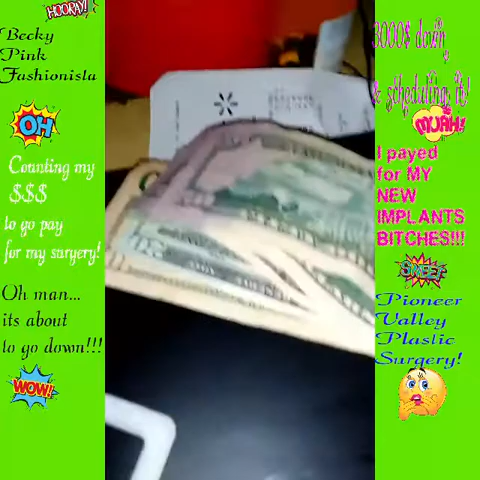 HOORAY!
Becky
Pink
Fashionista
OH
Counting my
$$$
to go pay
for my surgery!
Oh man...
its about
to go down!!!
WOW!
3000$ down,
& scheduling it!
MUAH!
I payed
for MY
NEW
IMPLANTS
BITCHES!!!
SWEET
Pioneer
Valley
Plastic
Surgery!